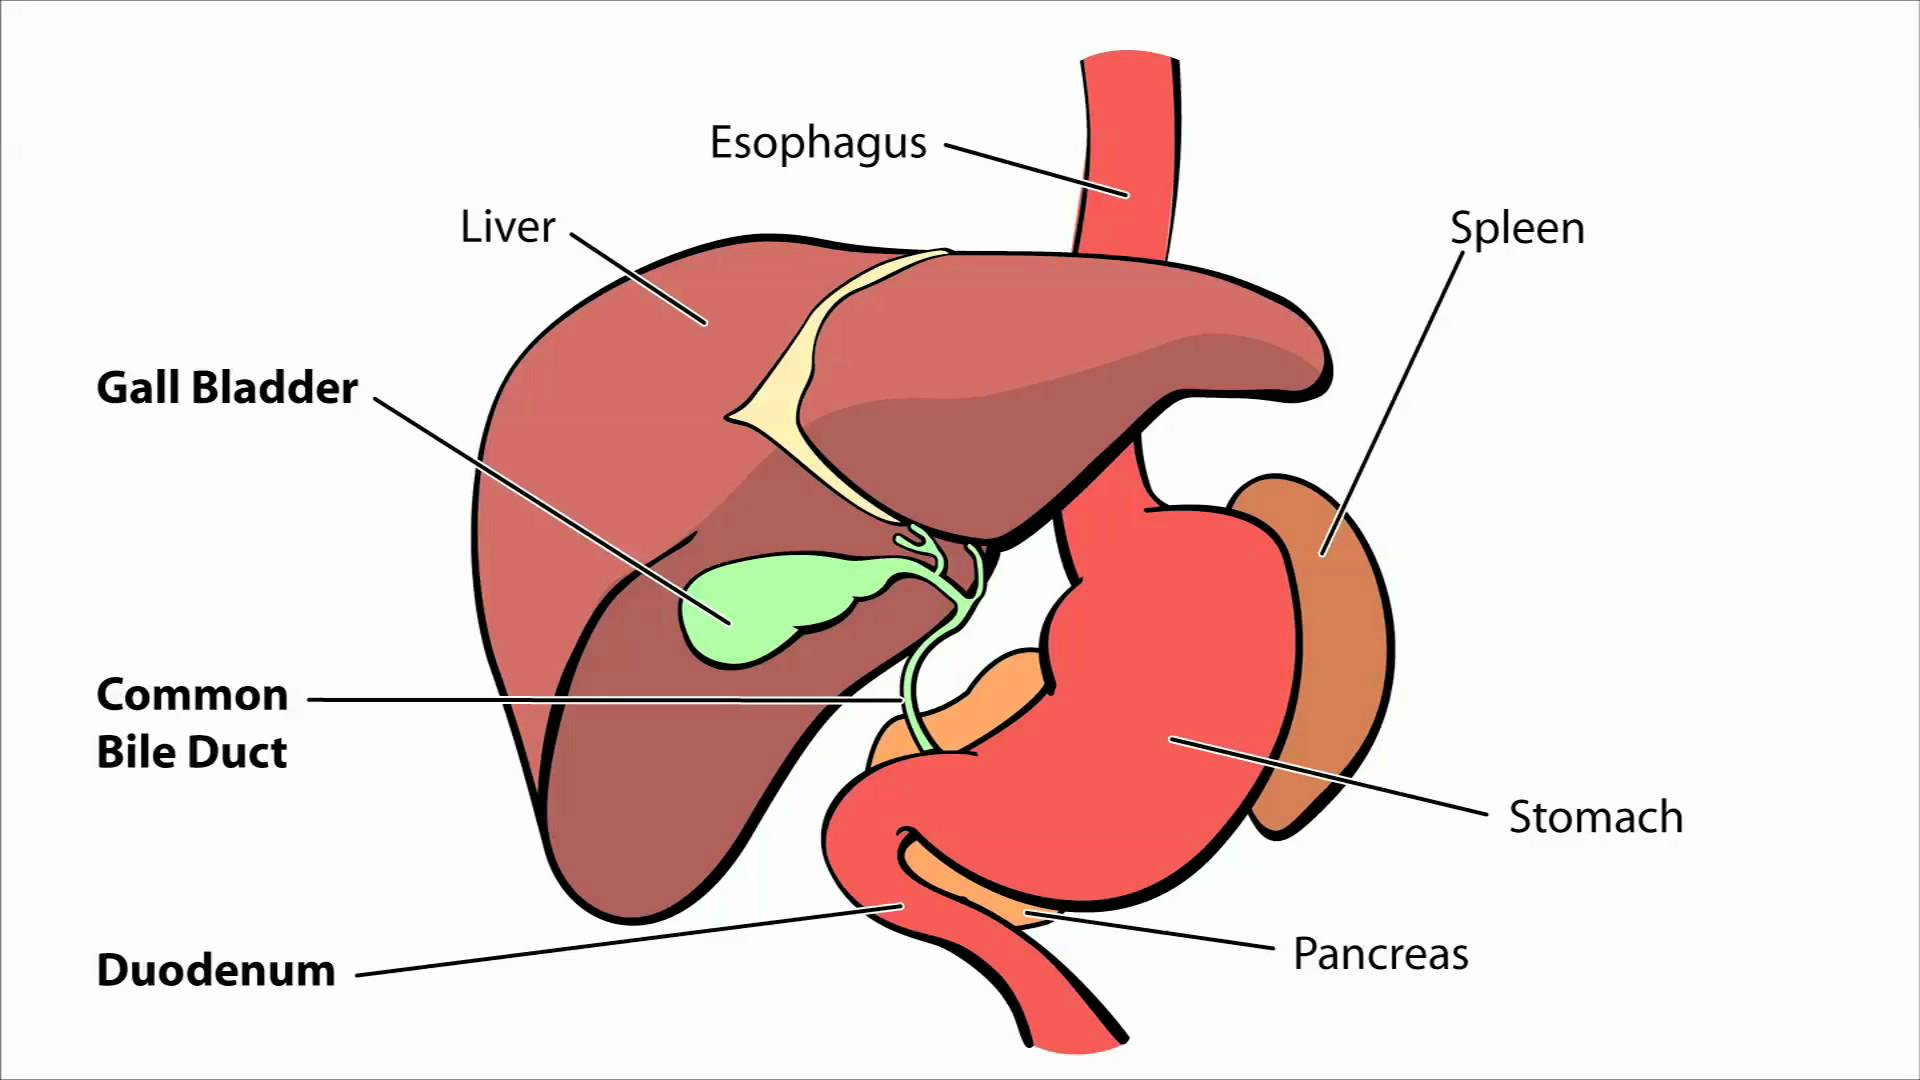 Esophagus
Liver
Spleen
Gall Bladder
Common
Bile Duct
Stomach
Pancreas
Duodenum